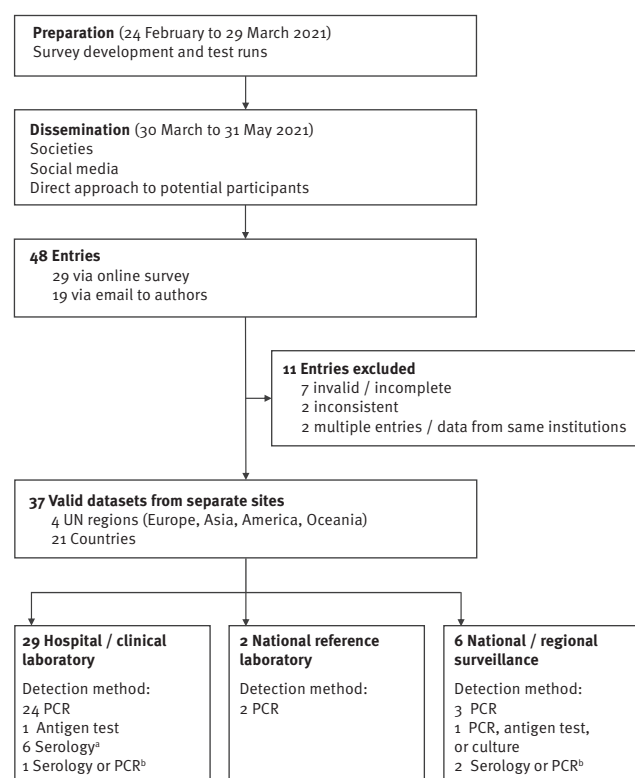 Preparation (24 February to 29 March 2021)
Survey development and test runs
Dissemination (30 March to 31 May 2021)
Societies
Social media
Direct approach to potential participants
48 Entries
29 via online survey
19 via email to authors
11 Entries excluded
7 invalid / incomplete
2 inconsistent
2 multiple entries / data from same institutions
37 Valid datasets from separate sites
4 UN regions (Europe, Asia, America, Oceania)
21 Countries
29 Hospital / clinical
laboratory
Detection method:
24 PCR
1 Antigen test
6 Serologyᵃ
1 Serology or PCRᵇ
2 National reference
laboratory
Detection method:
2 PCR
6 National / regional
surveillance
Detection method:
3 PCR
1 PCR, antigen test,
or culture
2 Serology or PCRᵇ